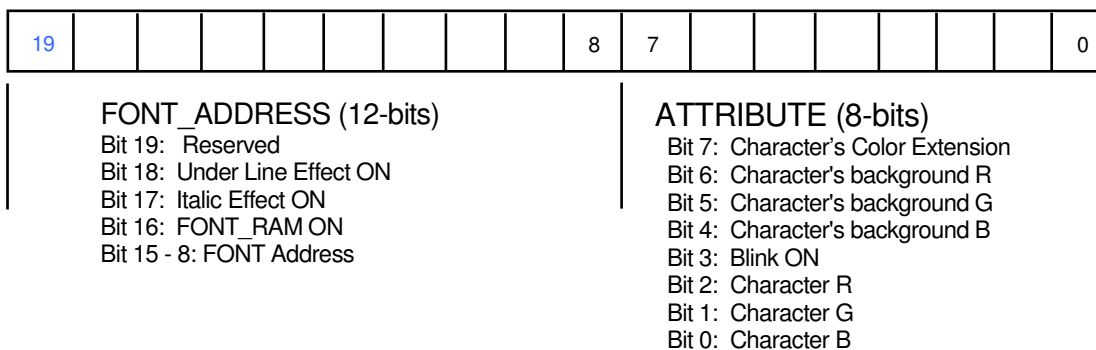 19 8 7 0
FONT_ADDRESS (12-bits)
Bit 19: Reserved
Bit 18: Under Line Effect ON
Bit 17: Italic Effect ON
Bit 16: FONT_RAM ON
Bit 15 - 8: FONT Address
ATTRIBUTE (8-bits)
Bit 7: Character’s Color Extension
Bit 6: Character's background R
Bit 5: Character's background G
Bit 4: Character's background B
Bit 3: Blink ON
Bit 2: Character R
Bit 1: Character G
Bit 0: Character B